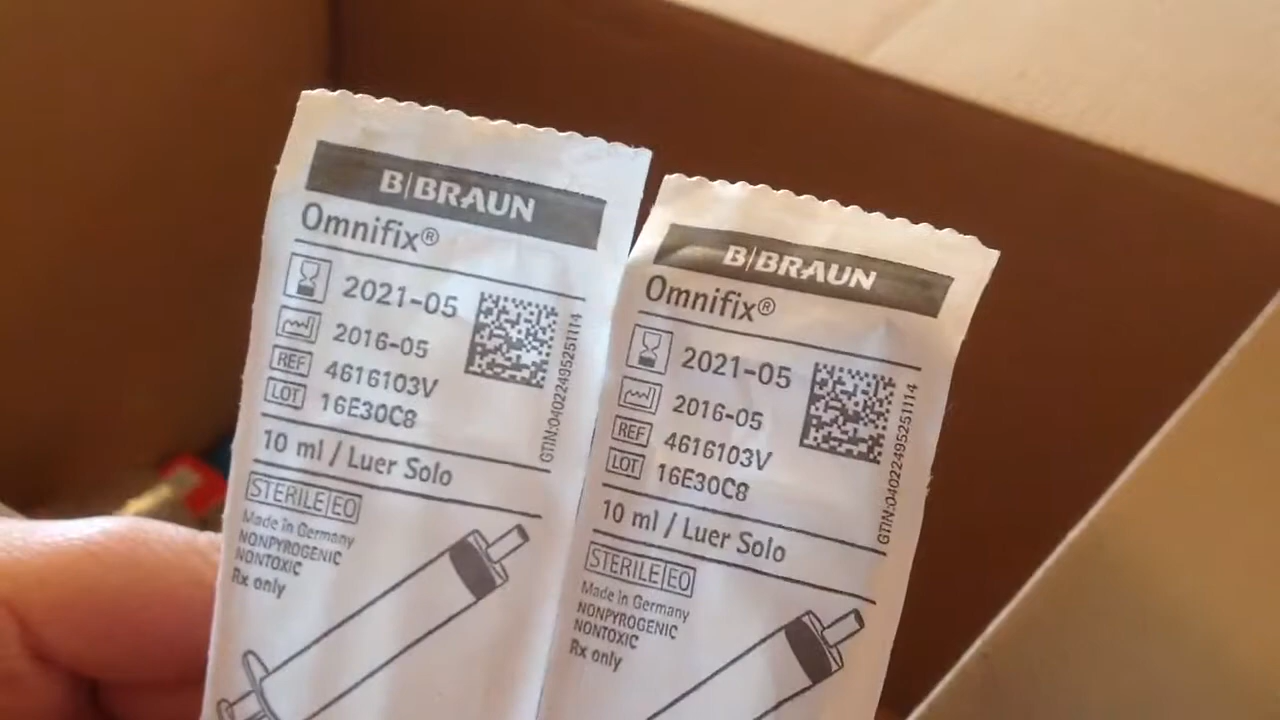 B|BRAUN
Omnifix®
2021-05
2016-05
REF 4616103V
LOT 16E30C8
GTIN:04022495251114
10 ml / Luer Solo
STERILE EO
Made in Germany
NONPYROGENIC
NONTOXIC
Rx only
B|BRAUN
Omnifix®
2021-05
2016-05
REF 4616103V
LOT 16E30C8
GTIN:04022495251114
10 ml / Luer Solo
STERILE EO
Made in Germany
NONPYROGENIC
NONTOXIC
Rx only